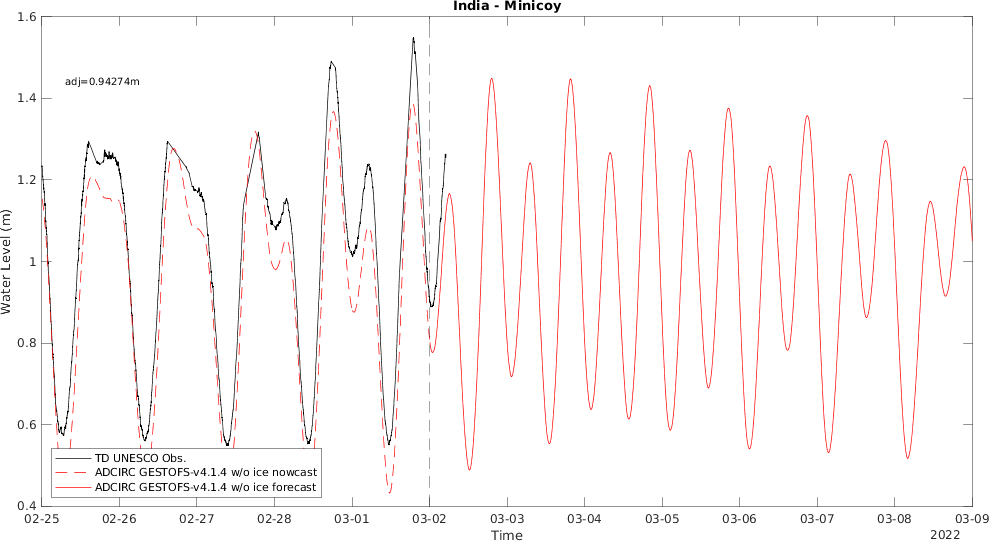 India - Minicoy
1.6
1.4
1.2
1
0.8
0.6
0.4
Water Level (m)
adj=0.94274m
TD UNESCO Obs.
ADCIRC GESTOFS-v4.1.4 w/o ice nowcast
ADCIRC GESTOFS-v4.1.4 w/o ice forecast
02-25 02-26 02-27 02-28 03-01 03-02 03-03 03-04 03-05 03-06 03-07 03-08 03-09
Time
2022